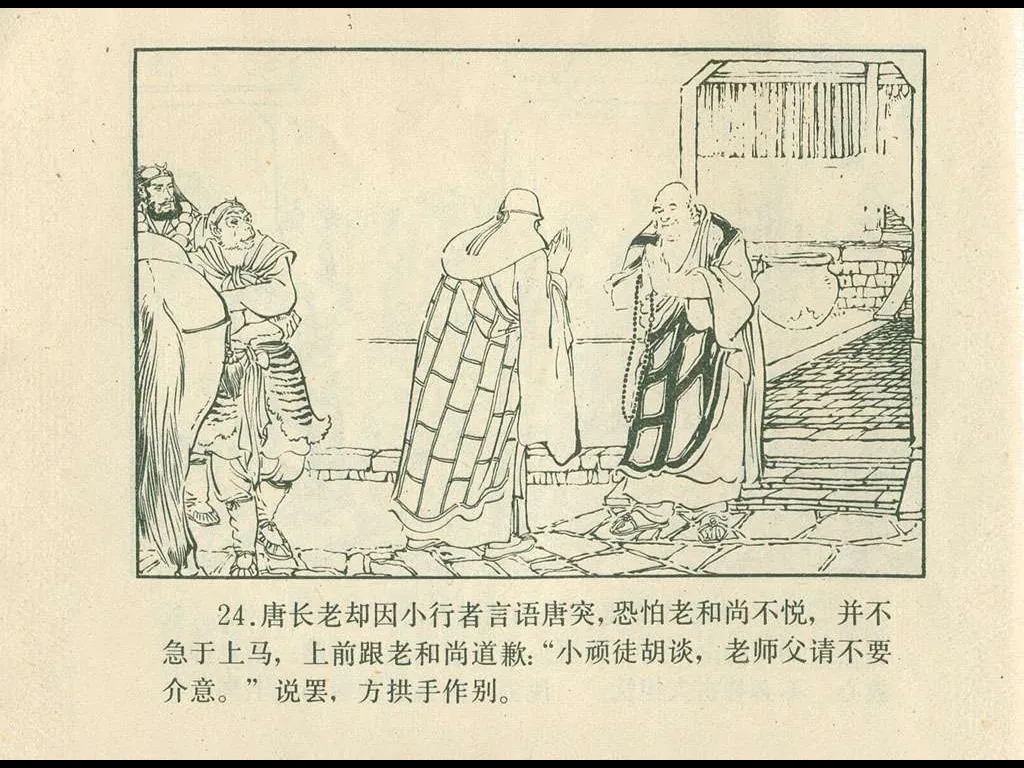 24.唐长老却因小行者言语唐突,恐怕老和尚不悦，并不
急于上马，上前跟老和尚道歉:“小顽徒胡谈，老师父请不要
介意。”说罢，方拱手作别。